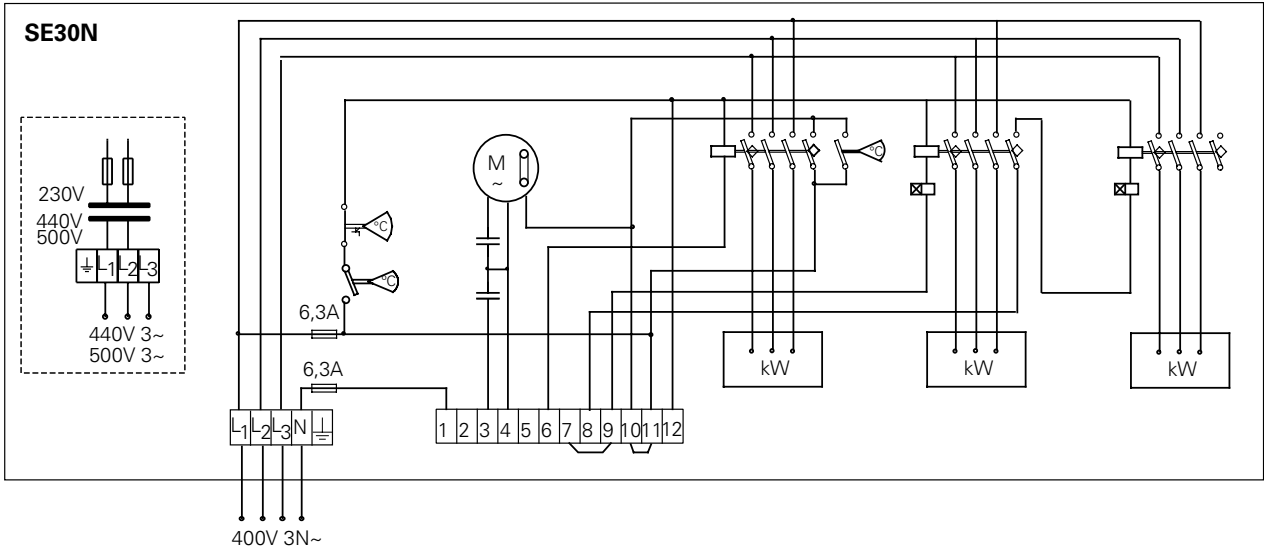 SE30N
230V
440V
500V
L1 L2 L3
440V 3~
500V 3~
M
~
°C
°C
°C
6,3A
6,3A
kW
kW
kW
L1 L2 L3 N
1 2 3 4 5 6 7 8 9 10 11 12
400V 3N~